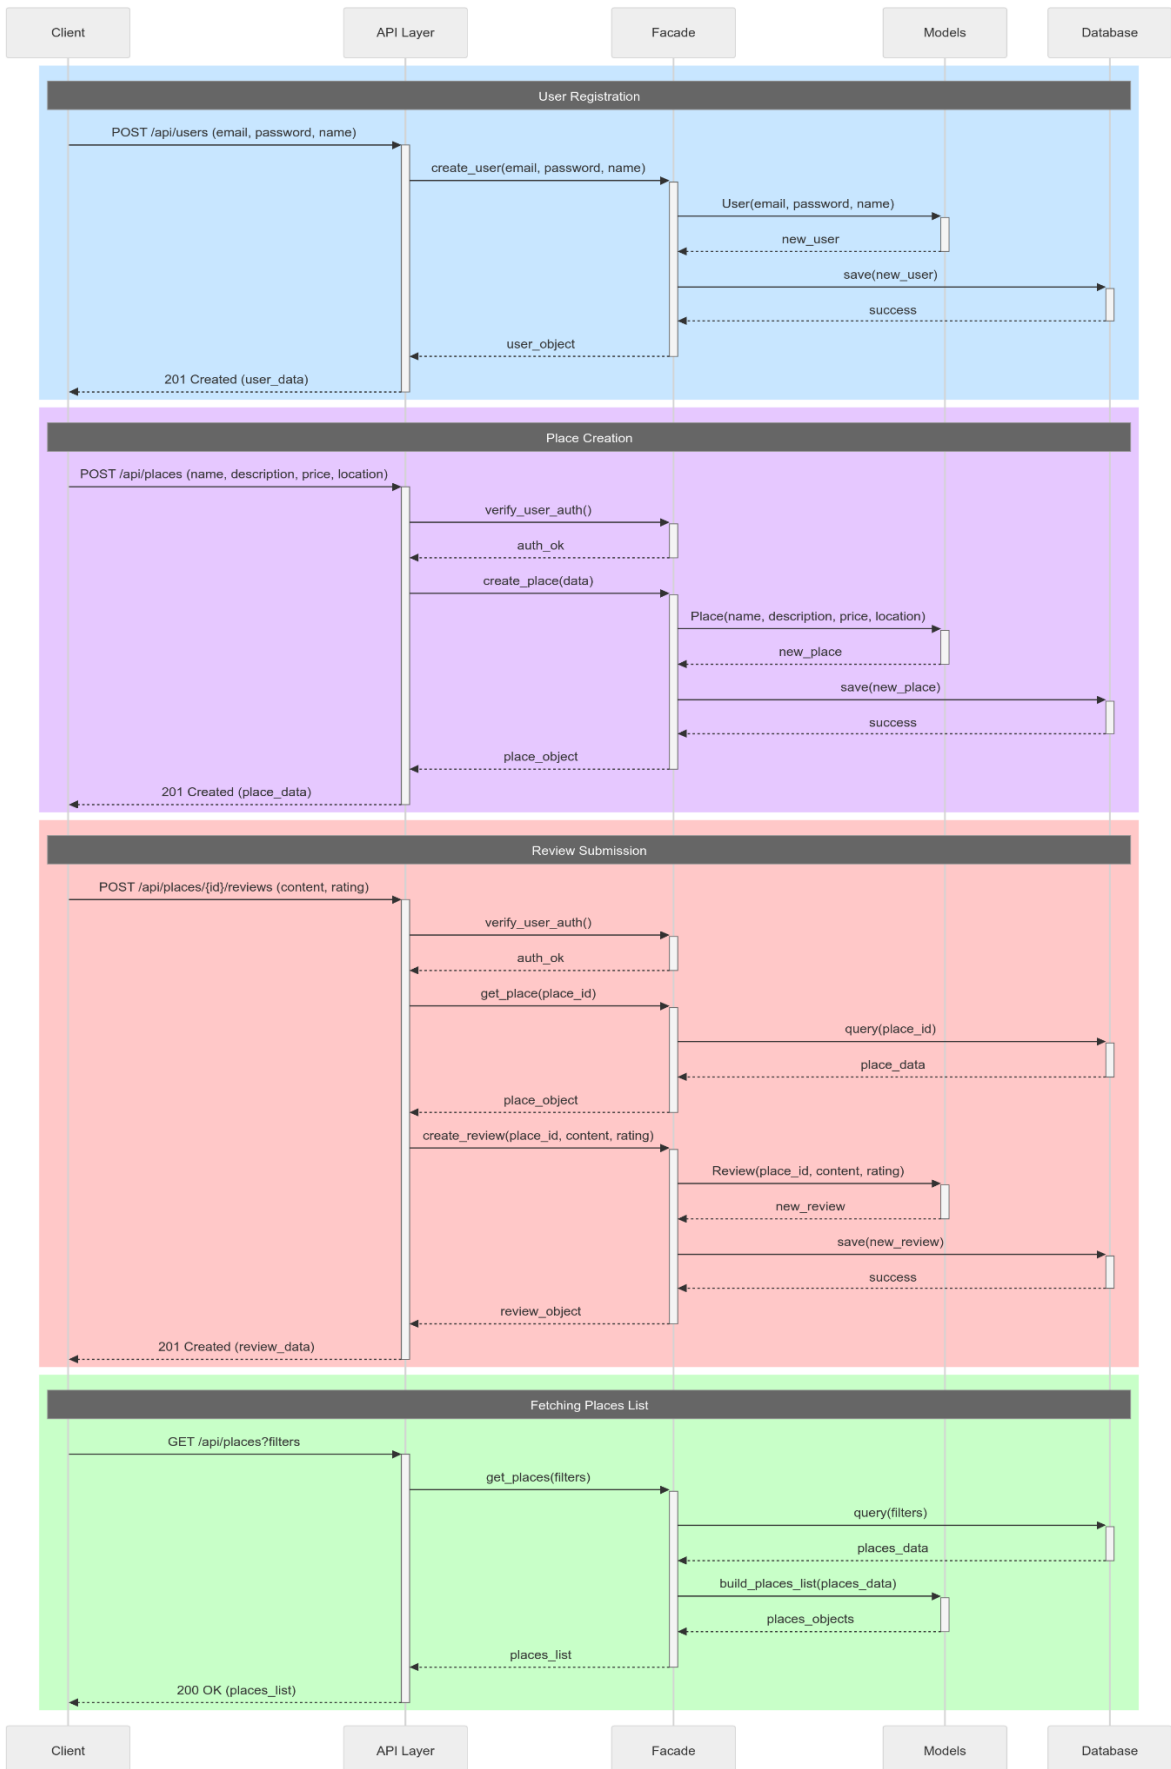 Client
API Layer
Facade
Models
Database
User Registration
POST /api/users (email, password, name)
create_user(email, password, name)
User(email, password, name)
new_user
save(new_user)
success
user_object
201 Created (user_data)
Place Creation
POST /api/places (name, description, price, location)
verify_user_auth()
auth_ok
create_place(data)
Place(name, description, price, location)
new_place
save(new_place)
success
place_object
201 Created (place_data)
Review Submission
POST /api/places/{id}/reviews (content, rating)
verify_user_auth()
auth_ok
get_place(place_id)
query(place_id)
place_data
place_object
create_review(place_id, content, rating)
Review(place_id, content, rating)
new_review
save(new_review)
success
review_object
201 Created (review_data)
Fetching Places List
GET /api/places?filters
get_places(filters)
query(filters)
places_data
build_places_list(places_data)
places_objects
places_list
200 OK (places_list)
Client
API Layer
Facade
Models
Database